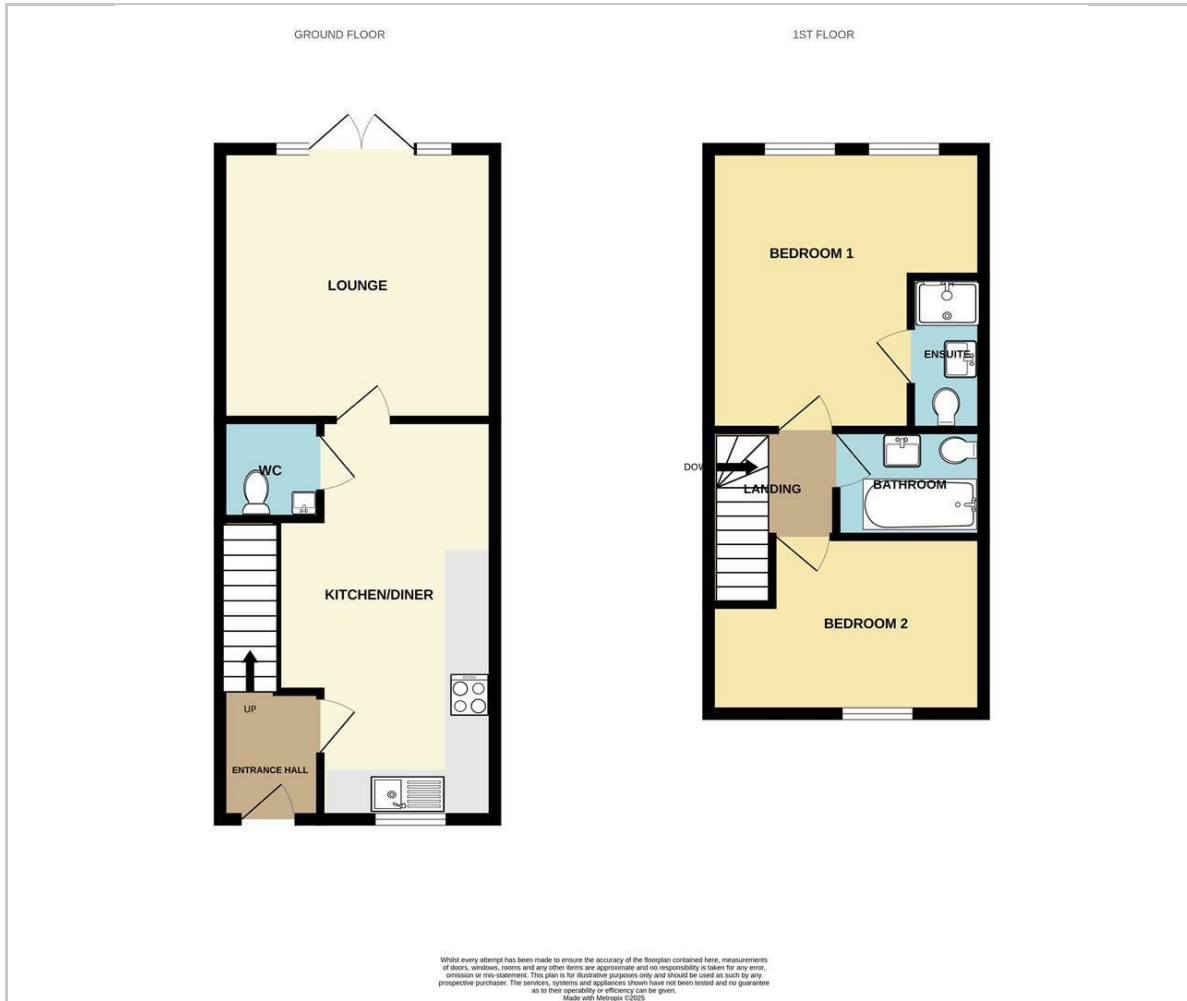 GROUND FLOOR
1ST FLOOR
LOUNGE
WC
KITCHEN/DINER
UP
ENTRANCE HALL
BEDROOM 1
ENSUITE
DOW
LANDING
BATHROOM
BEDROOM 2
Whilst every attempt has been made to ensure the accuracy of the floorplan contained here, measurements
of doors, windows, rooms and any other items are approximate and no responsibility is taken for any error,
omission or mis-statement. This plan is for illustrative purposes only and should be used as such by any
prospective purchaser. The services, systems and appliances shown have not been tested and no guarantee
as to their operability or efficiency can be given.
Made with Metropix ©2025